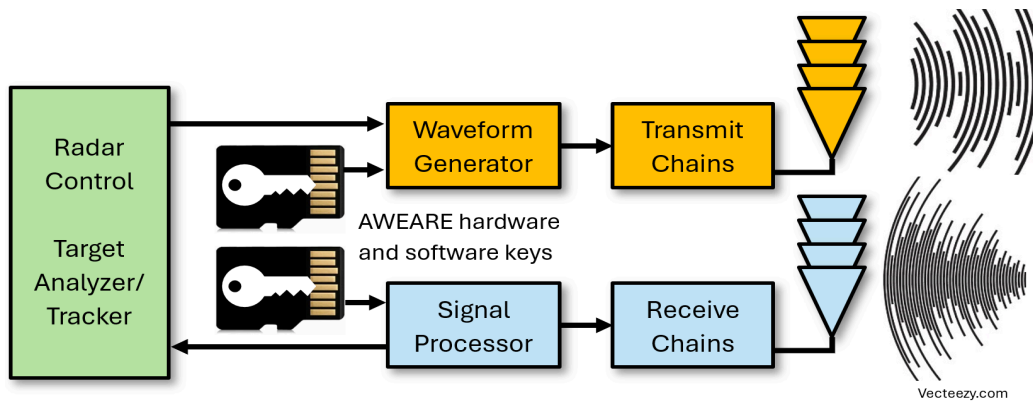 Radar
Control
Target
Analyzer/
Tracker
Waveform
Generator
Transmit
Chains
AWEARE hardware
and software keys
Signal
Processor
Receive
Chains
Vecteezy.com